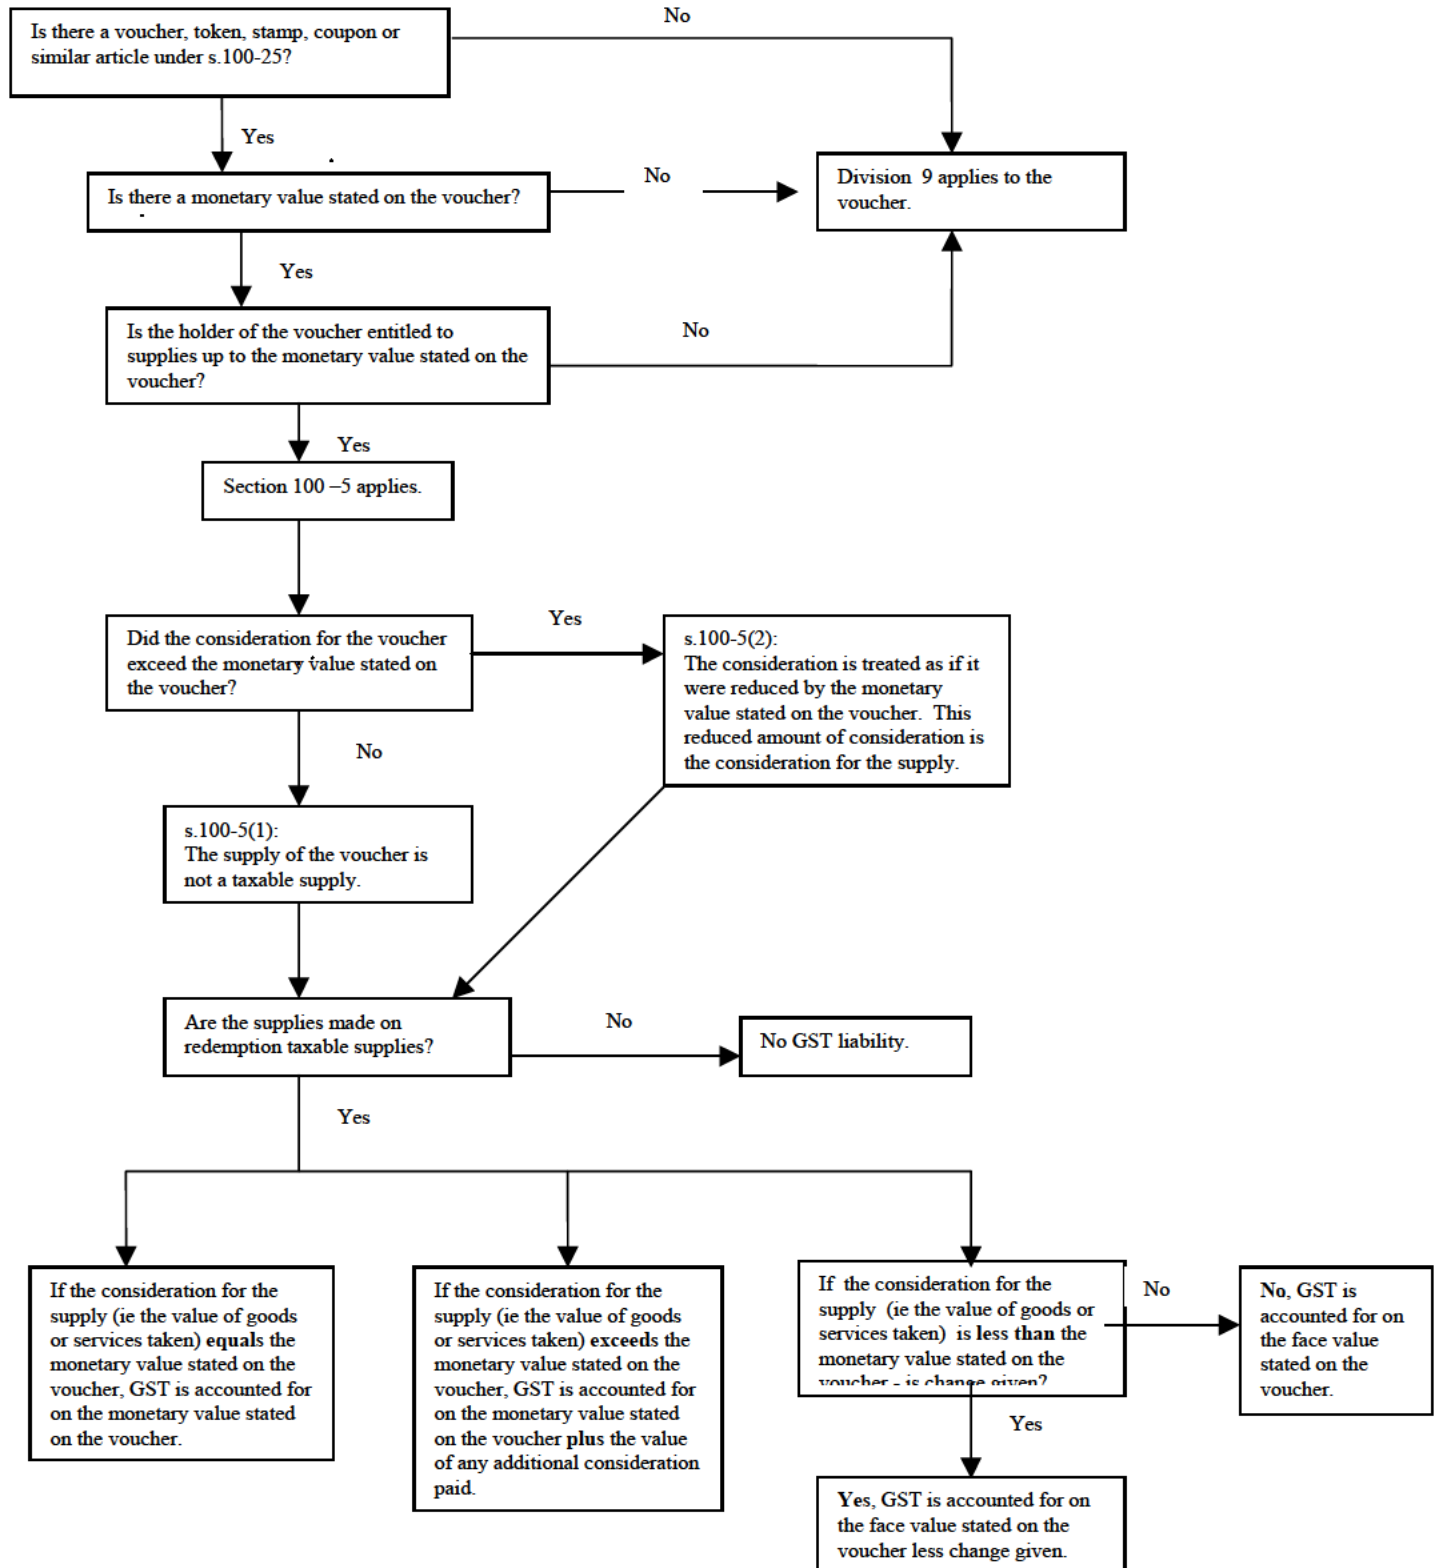 No
Is there a voucher, token, stamp, coupon or
similar article under s.100-25?
Yes
Is there a monetary value stated on the voucher?
No
Division 9 applies to the
voucher.
Yes
Is the holder of the voucher entitled to
supplies up to the monetary value stated on the
voucher?
No
Yes
Section 100 –5 applies.
Did the consideration for the voucher
exceed the monetary value stated on
the voucher?
Yes
s.100-5(2):
The consideration is treated as if it
were reduced by the monetary
value stated on the voucher. This
reduced amount of consideration is
the consideration for the supply.
No
s.100-5(1):
The supply of the voucher is
not a taxable supply.
Are the supplies made on
redemption taxable supplies?
No
No GST liability.
Yes
If the consideration for the
supply (ie the value of goods
or services taken) equals the
monetary value stated on the
voucher, GST is accounted for
on the monetary value stated
on the voucher.
If the consideration for the
supply (ie the value of goods
or services taken) exceeds the
monetary value stated on the
voucher, GST is accounted for
on the monetary value stated
on the voucher plus the value
of any additional consideration
paid.
If the consideration for the
supply (ie the value of goods or
services taken) is less than the
monetary value stated on the
voucher - is change given?
No
No, GST is
accounted for on
the face value
stated on the
voucher.
Yes
Yes, GST is accounted for on
the face value stated on the
voucher less change given.